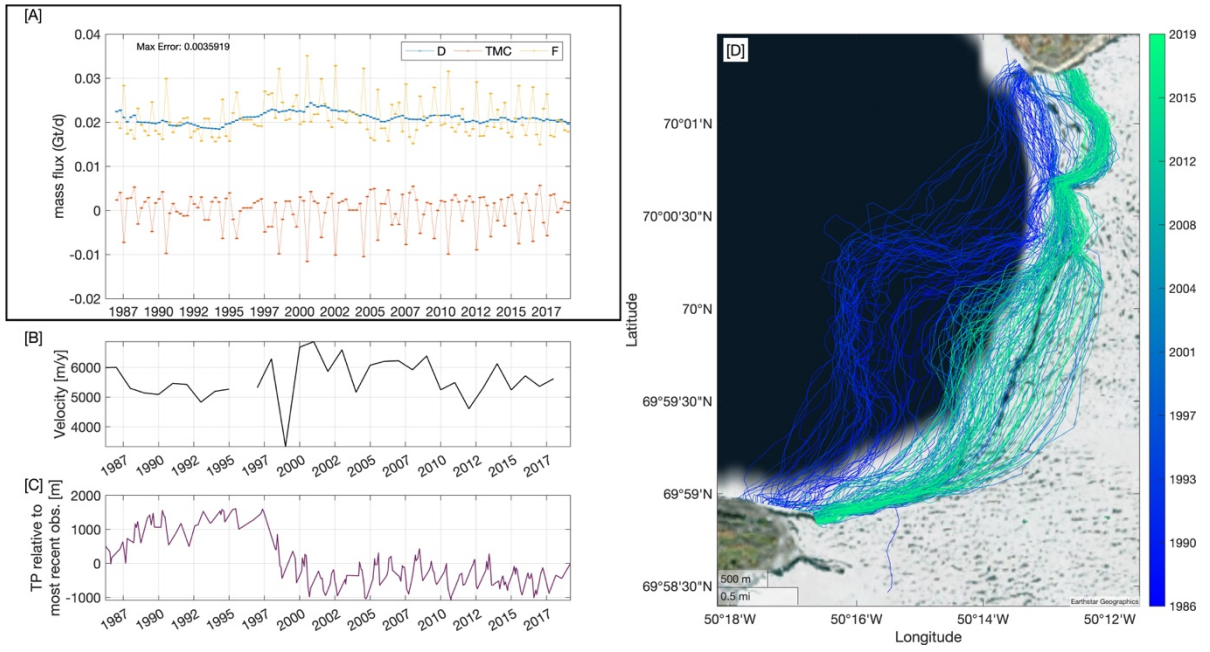 [A]
Max Error: 0.0035919
D
TMC
F
mass flux (Gt/d)
0.04
0.03
0.02
0.01
0
-0.01
-0.02
1987 1990 1992 1995 1997 2000 2002 2005 2007 2010 2012 2015 2017
[B]
Velocity [m/y]
6000
5000
4000
1987 1990 1992 1995 1997 2000 2002 2005 2007 2010 2012 2015 2017
[C]
TP relative to
most recent obs. [m]
2000
1000
0
-1000
1987 1990 1992 1995 1997 2000 2002 2005 2007 2010 2012 2015 2017
[D]
Latitude
70°01'N
70°00'30"N
70°N
69°59'30"N
69°59'N
69°58'30"N
500 m
0.5 mi
Earthstar Geographics
50°18'W 50°16'W 50°14'W 50°12'W
Longitude
2019
2015
2012
2008
2004
2001
1997
1993
1990
1986